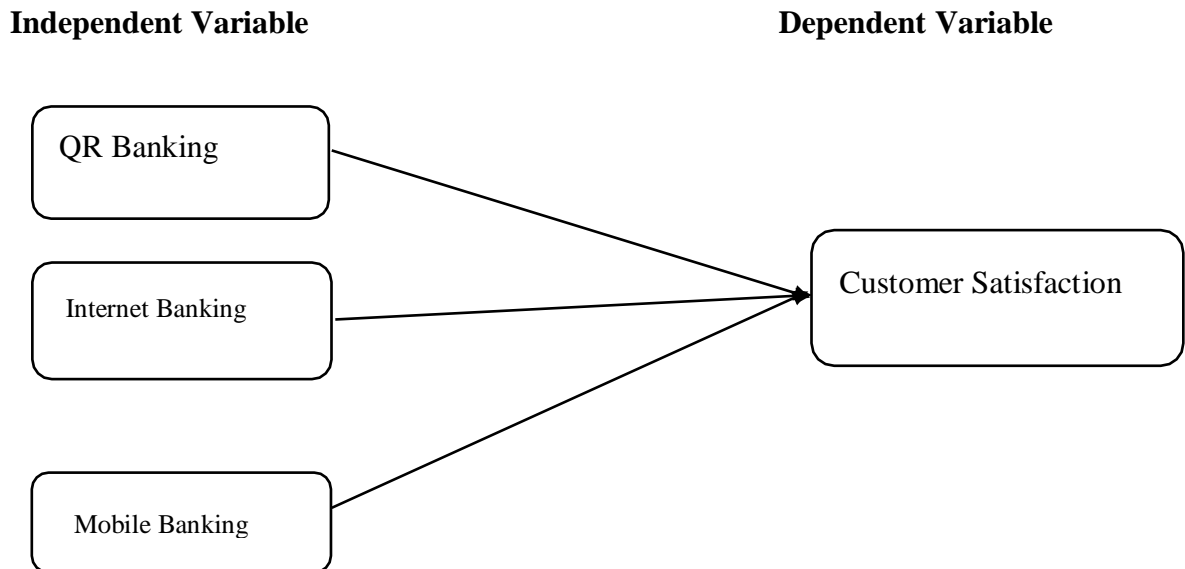 Independent Variable
Dependent Variable
QR Banking
Internet Banking
Customer Satisfaction
Mobile Banking